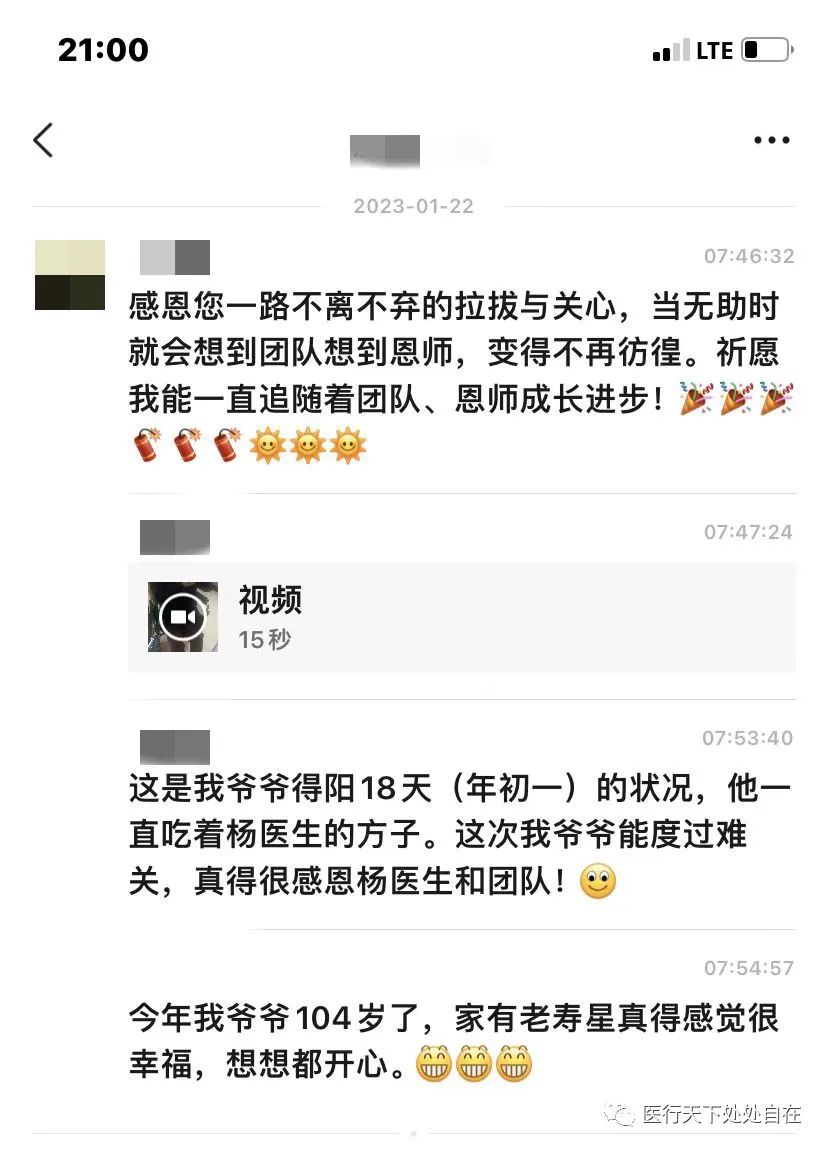 21:00
LTE
2023-01-22
07:46:32
感恩您一路不离不弃的拉拔与关心，当无助时
就会想到团队想到恩师，变得不再彷徨。祈愿
我能一直追随着团队、恩师成长进步！🎉🎉🎉
🧨🧨🧨🌞🌞🌞
07:47:24
视频
15秒
07:53:40
这是我爷爷得阳18天（年初一）的状况，他一
直吃着杨医生的方子。这次我爷爷能度过难
关，真得很感恩杨医生和团队！🙂
07:54:57
今年我爷爷104岁了，家有老寿星真得感觉很
幸福，想想都开心。😁😁😁
医行天下处处自在